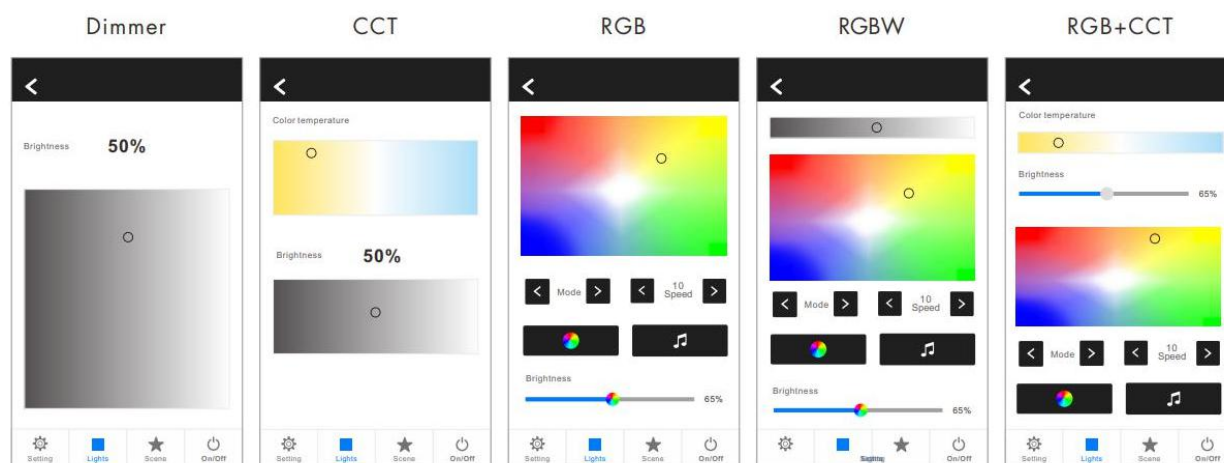 Dimmer
Brightness 50%
Setting Lights Scene On/Off
CCT
Color temperature
Brightness 50%
Setting Lights Scene On/Off
RGB
Mode 10 Speed
Brightness
65%
Setting Lights Scene On/Off
RGBW
Mode 10 Speed
Brightness
65%
On/Off
RGB+CCT
Color temperature
Brightness
65%
Mode 10 Speed
Setting Lights Scene On/Off